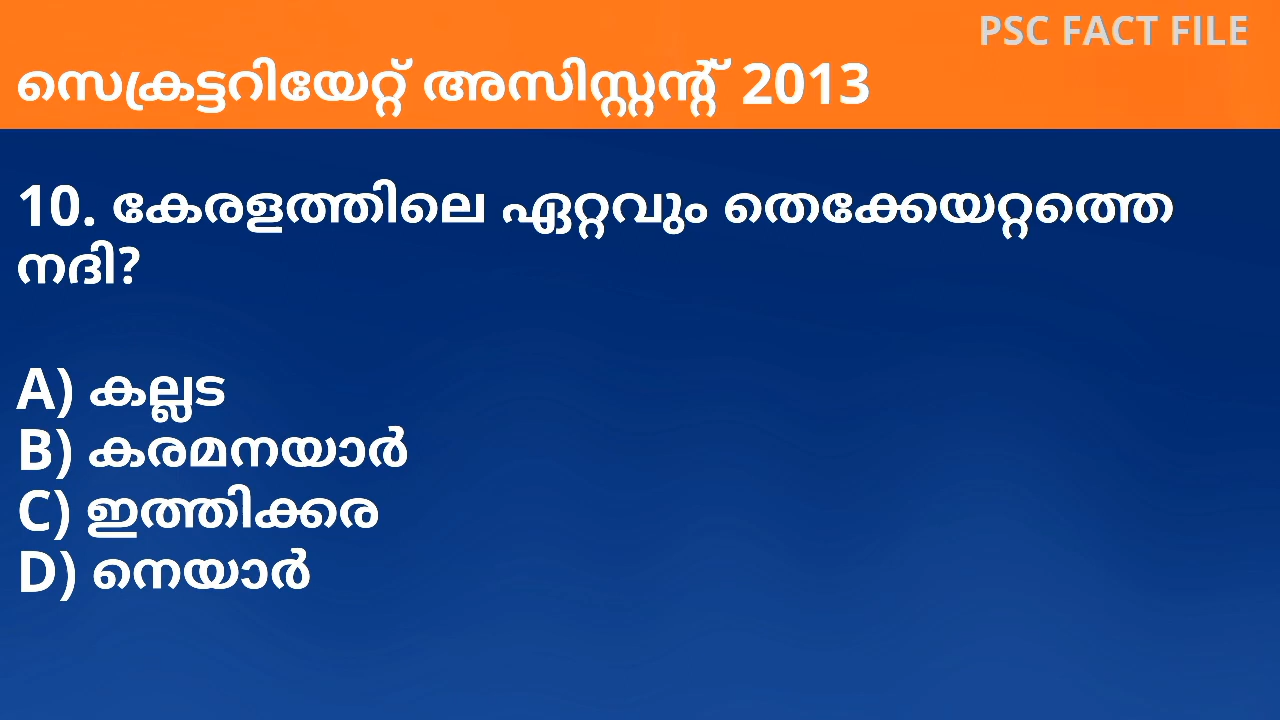 PSC FACT FILE
സെക്രട്ടറിയേറ്റ് അസിസ്റ്റന്റ് 2013
10. കേരളത്തിലെ ഏറ്റവും തെക്കേയറ്റത്തെ
നദി?
A) കല്ലട
B) കരമനയാർ
C) ഇത്തിക്കര
D) നെയാർ